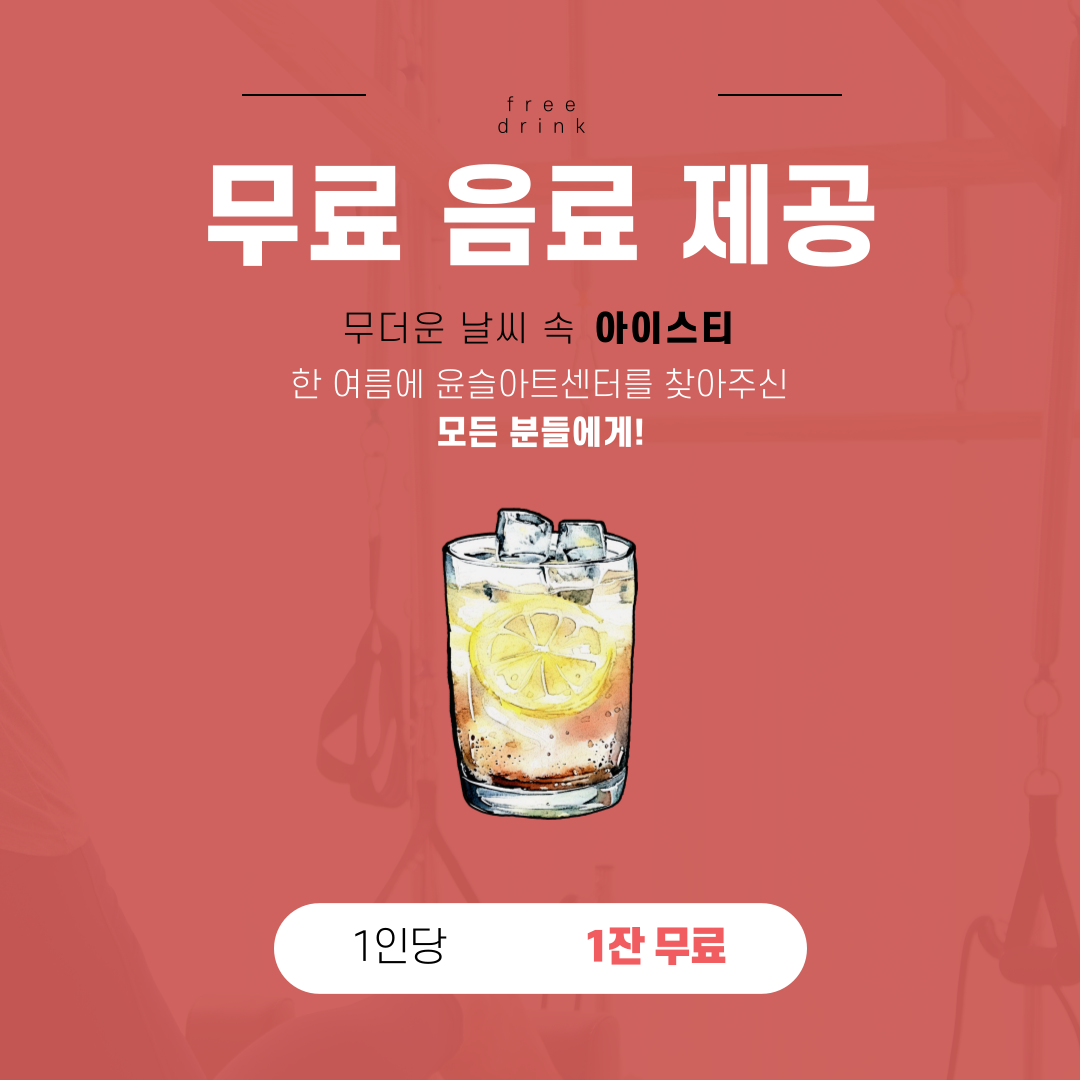 free
drink
무료 음료 제공
무더운 날씨 속 아이스티
한 여름에 윤슬아트센터를 찾아주신
모든 분들에게!
1인당 1잔 무료